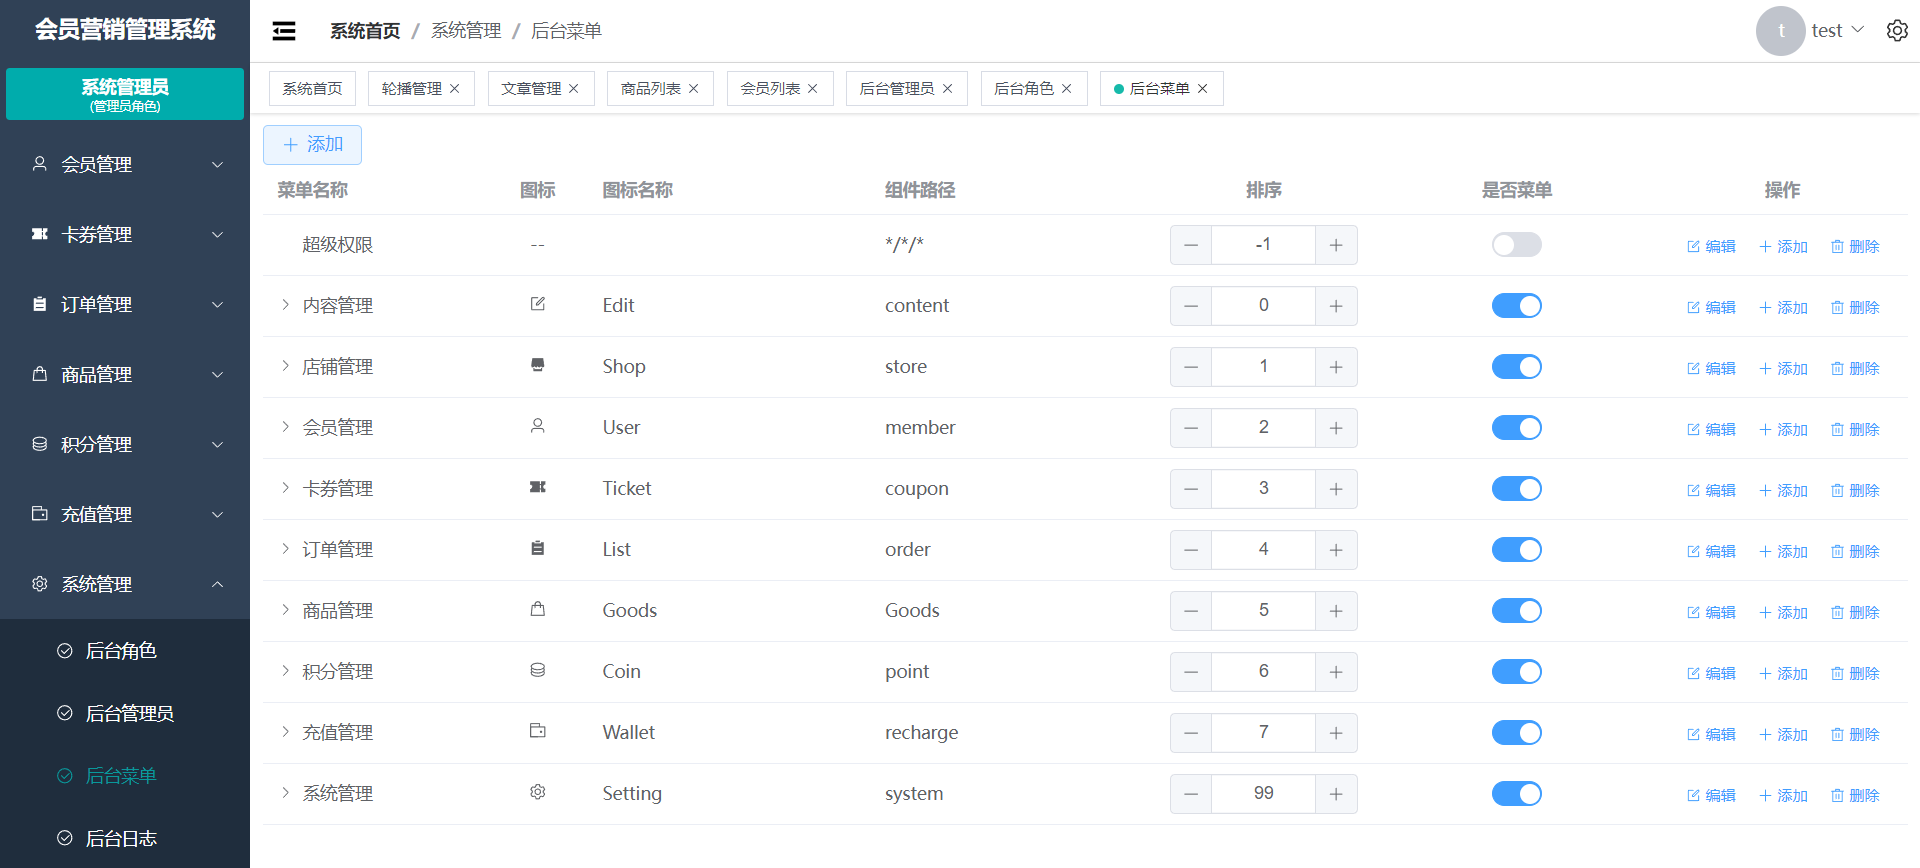 会员营销管理系统
系统管理员
(管理员角色)
会员管理
卡券管理
订单管理
商品管理
积分管理
充值管理
系统管理
后台角色
后台管理员
后台菜单
后台日志
系统首页 / 系统管理 / 后台菜单
t test
系统首页 轮播管理 文章管理 商品列表 会员列表 后台管理员 后台角色 后台菜单
添加
菜单名称 图标 图标名称 组件路径 排序 是否菜单 操作
超级权限 -- */*/* -1 编辑 添加 删除
内容管理 Edit content 0 编辑 添加 删除
店铺管理 Shop store 1 编辑 添加 删除
会员管理 User member 2 编辑 添加 删除
卡券管理 Ticket coupon 3 编辑 添加 删除
订单管理 List order 4 编辑 添加 删除
商品管理 Goods Goods 5 编辑 添加 删除
积分管理 Coin point 6 编辑 添加 删除
充值管理 Wallet recharge 7 编辑 添加 删除
系统管理 Setting system 99 编辑 添加 删除